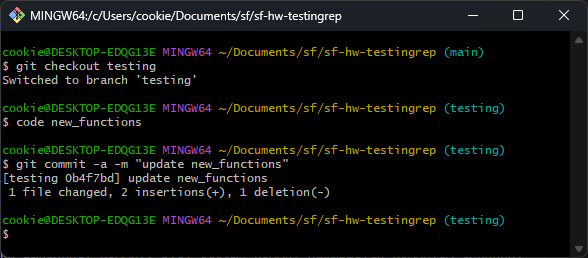 MINGW64:/c/Users/cookie/Documents/sf/sf-hw-testingrep
cookie@DESKTOP-EDQG13E MINGW64 ~/Documents/sf/sf-hw-testingrep (main)
$ git checkout testing
Switched to branch 'testing'
cookie@DESKTOP-EDQG13E MINGW64 ~/Documents/sf/sf-hw-testingrep (testing)
$ code new_functions
cookie@DESKTOP-EDQG13E MINGW64 ~/Documents/sf/sf-hw-testingrep (testing)
$ git commit -a -m "update new_functions"
[testing 0b4f7bd] update new_functions
 1 file changed, 2 insertions(+), 1 deletion(-)
cookie@DESKTOP-EDQG13E MINGW64 ~/Documents/sf/sf-hw-testingrep (testing)
$